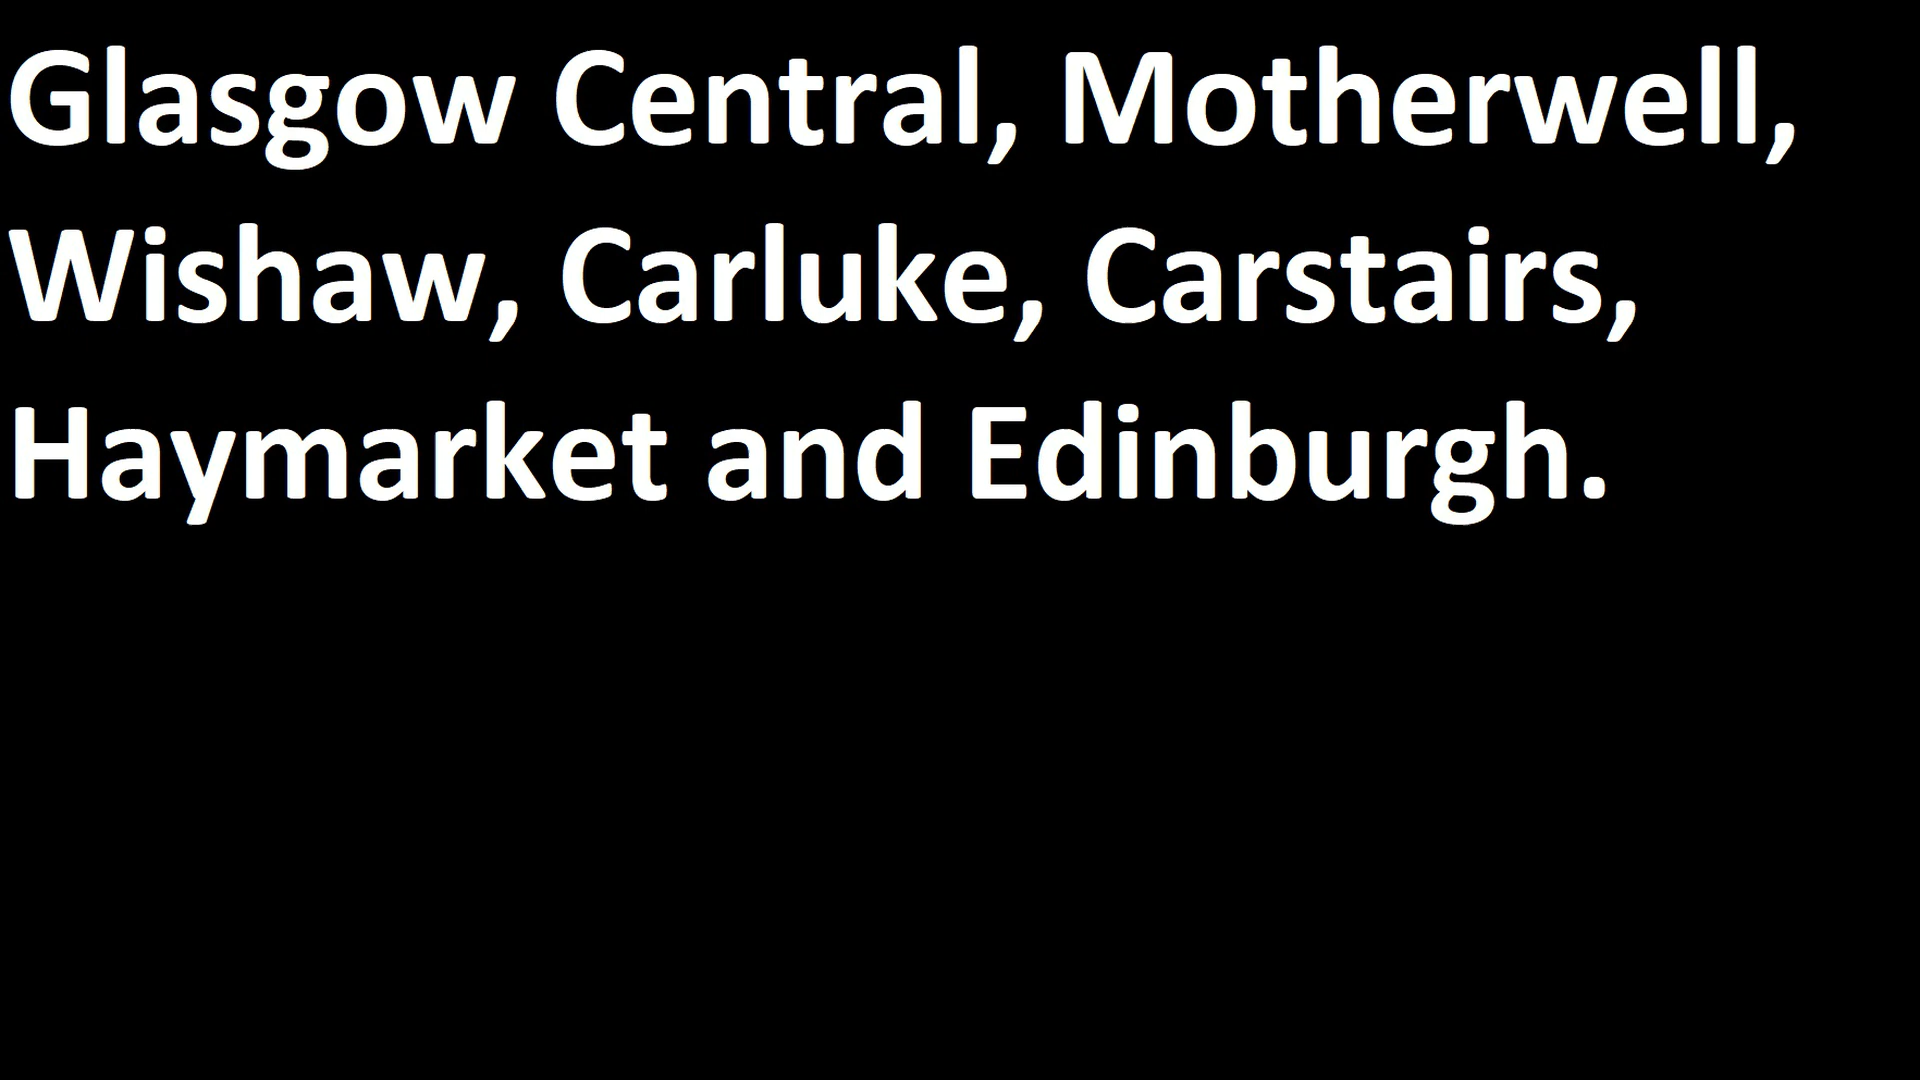 Glasgow Central, Motherwell,
Wishaw, Carluke, Carstairs,
Haymarket and Edinburgh.